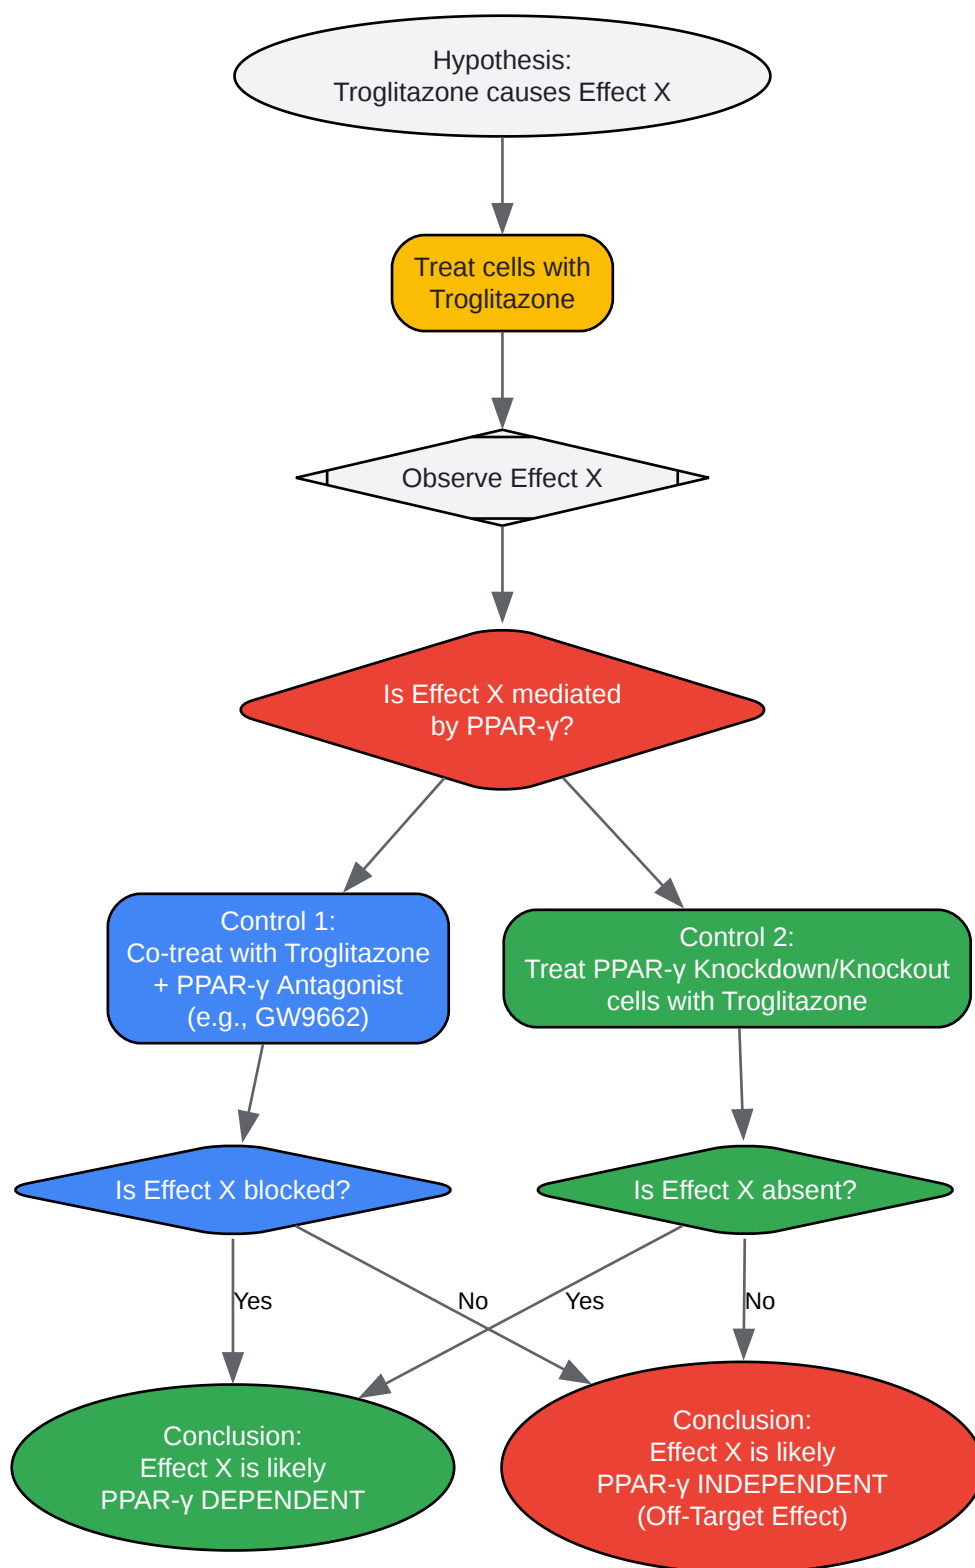 Hypothesis:
Troglitazone causes Effect X
Treat cells with
Troglitazone
Observe Effect X
Is Effect X mediated
by PPAR-γ?
Control 1:
Co-treat with Troglitazone
+ PPAR-γ Antagonist
(e.g., GW9662)
Control 2:
Treat PPAR-γ Knockdown/Knockout
cells with Troglitazone
Is Effect X blocked?
Is Effect X absent?
Yes
No
Yes
No
Conclusion:
Effect X is likely
PPAR-γ DEPENDENT
Conclusion:
Effect X is likely
PPAR-γ INDEPENDENT
(Off-Target Effect)